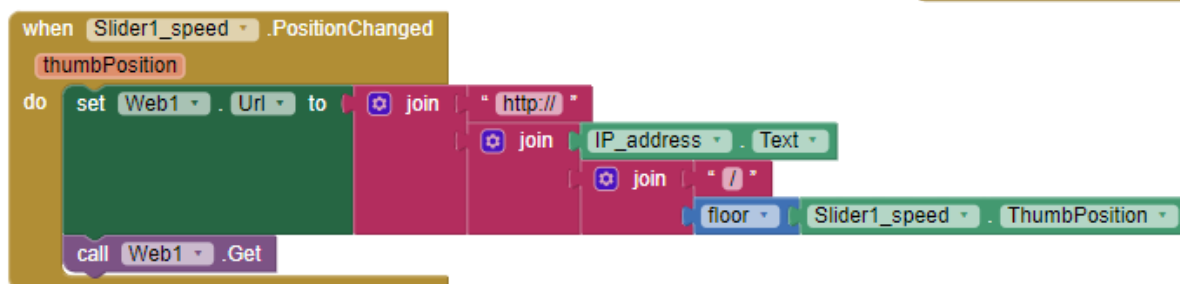 when Slider1_speed .PositionChanged
thumbPosition
do set Web1 . Url to join " http:// "
join IP_address . Text
join " / "
floor Slider1_speed . ThumbPosition
call Web1 .Get